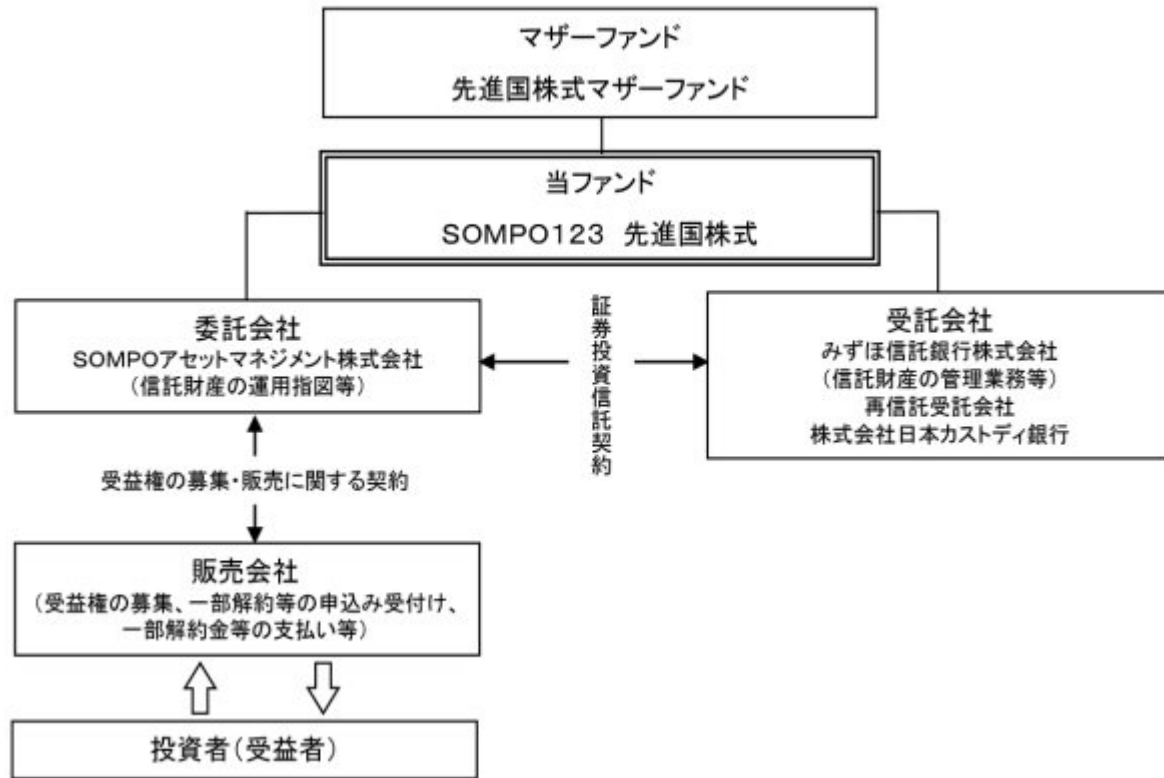 マザーファンド
先進国株式マザーファンド
当ファンド
SOMPO123 先進国株式
委託会社
SOMPOアセットマネジメント株式会社
(信託財産の運用指図等)
証券投資信託契約
受託会社
みずほ信託銀行株式会社
(信託財産の管理業務等)
再信託受託会社
株式会社日本カストディ銀行
受益権の募集・販売に関する契約
販売会社
(受益権の募集、一部解約等の申込み受付け、
一部解約金等の支払い等)
投資者(受益者)